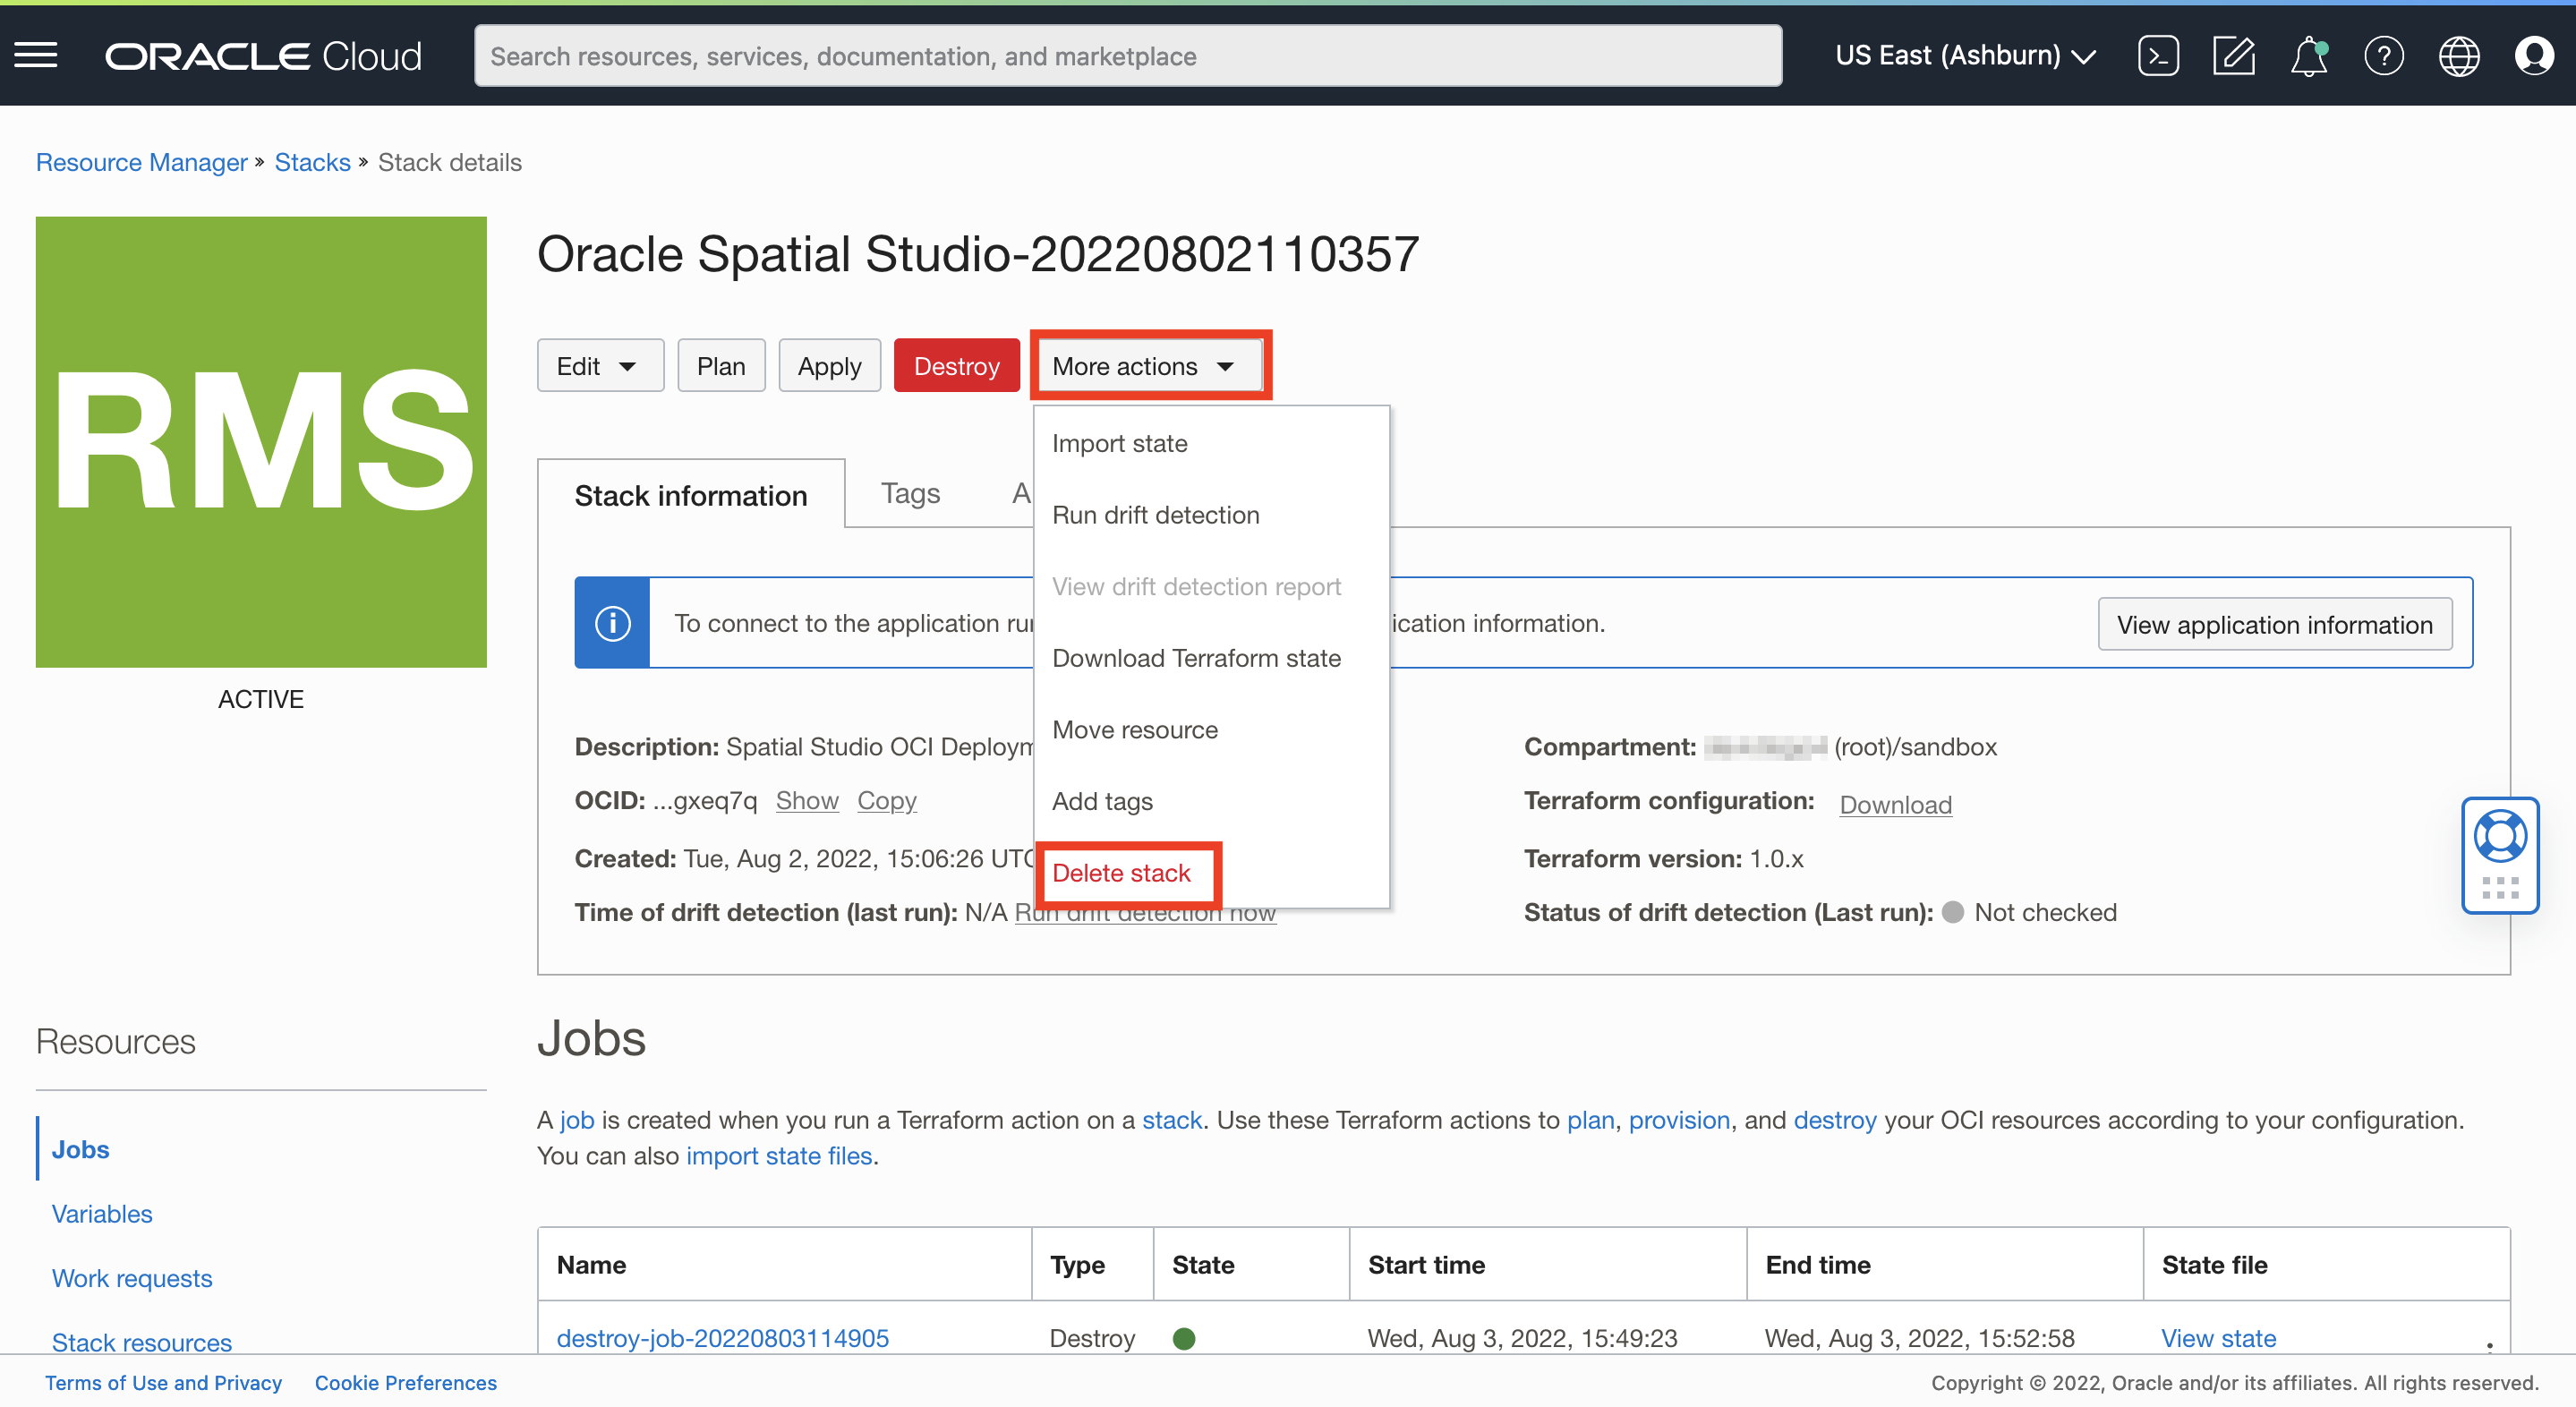 ORACLE Cloud
Search resources, services, documentation, and marketplace
US East (Ashburn)
Resource Manager » Stacks » Stack details
RMS
ACTIVE
Oracle Spatial Studio-20220802110357
Edit
Plan
Apply
Destroy
More actions
Import state
Run drift detection
View drift detection report
Download Terraform state
Move resource
Add tags
Delete stack
Stack information
Tags
A
To connect to the application ru
ication information.
View application information
Description: Spatial Studio OCI Deploym
OCID: ...gxeq7q Show Copy
Created: Tue, Aug 2, 2022, 15:06:26 UTC
Time of drift detection (last run): N/A Run drift detection now
Compartment: (root)/sandbox
Terraform configuration: Download
Terraform version: 1.0.x
Status of drift detection (Last run): Not checked
Resources
Jobs
Variables
Work requests
Stack resources
Jobs
A job is created when you run a Terraform action on a stack. Use these Terraform actions to plan, provision, and destroy your OCI resources according to your configuration.
You can also import state files.
Name Type State Start time End time State file
destroy-job-20220803114905 Destroy Wed, Aug 3, 2022, 15:49:23 Wed, Aug 3, 2022, 15:52:58 View state
Terms of Use and Privacy Cookie Preferences
Copyright © 2022, Oracle and/or its affiliates. All rights reserved.